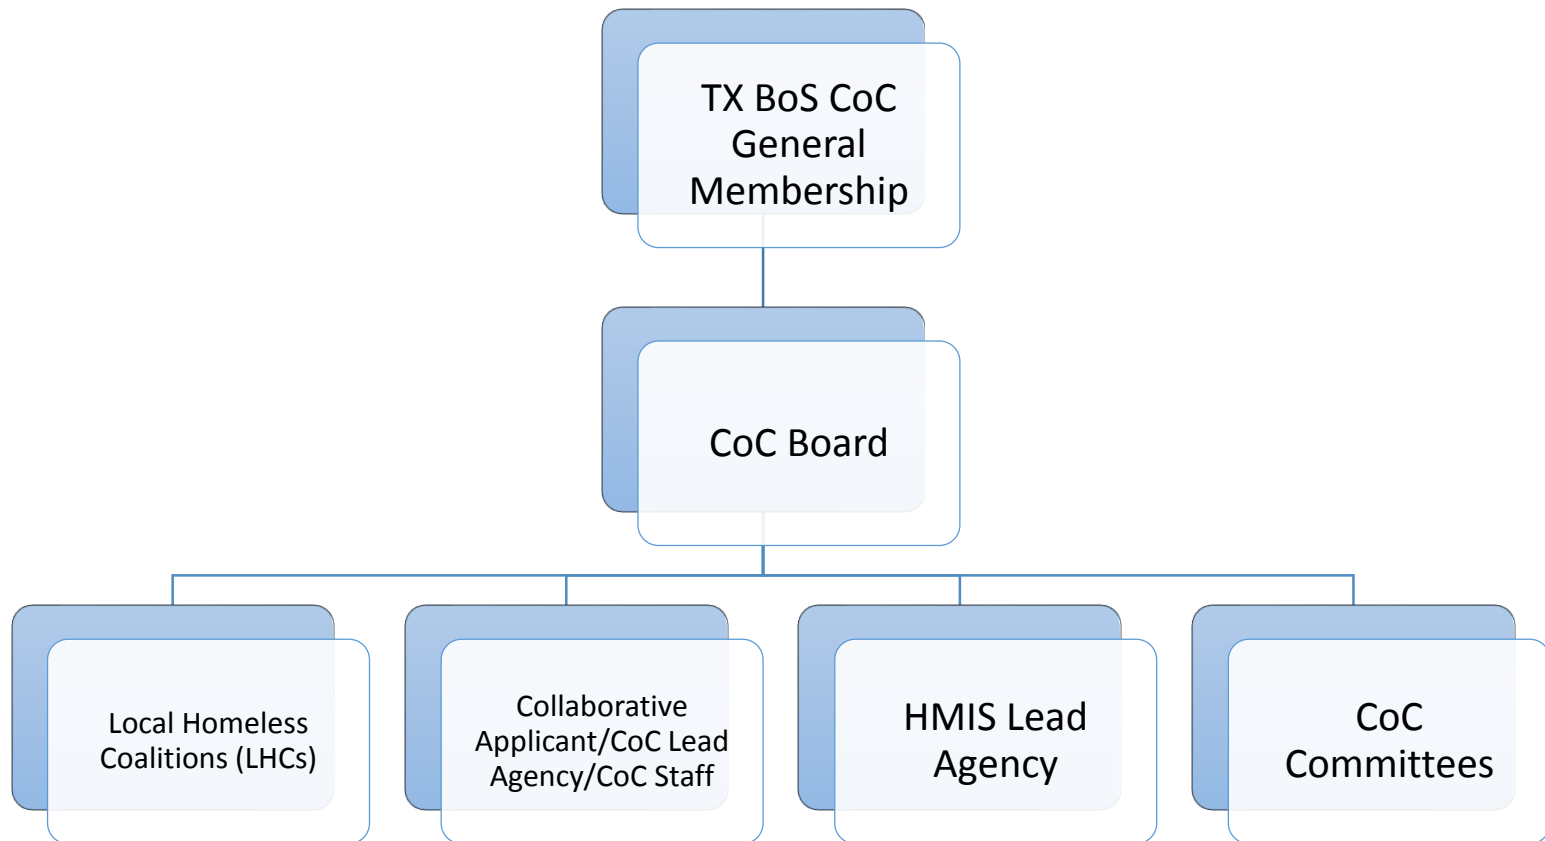 TX BoS CoC
General
Membership
CoC Board
Local Homeless
Coalitions (LHCs)
Collaborative
Applicant/CoC Lead
Agency/CoC Staff
HMIS Lead
Agency
CoC
Committees